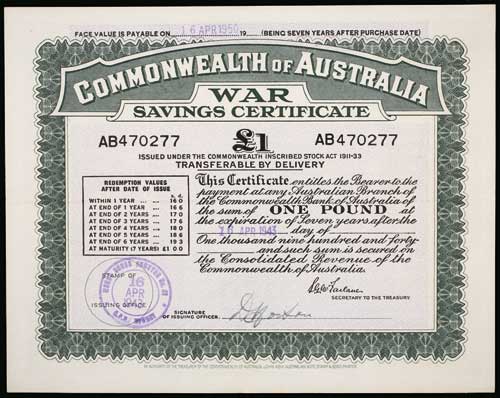 FACE VALUE IS PAYABLE ON 16 APR 1950 19 (BEING SEVEN YEARS AFTER PURCHASE DATE)
COMMONWEALTH OF AUSTRALIA
WAR
SAVINGS CERTIFICATE
AB470277 £1 AB470277
ISSUED UNDER THE COMMONWEALTH INSCRIBED STOCK ACT 1911-33
TRANSFERABLE BY DELIVERY
REDEMPTION VALUES
AFTER DATE OF ISSUE
s. d.
WITHIN 1 YEAR ... 16 0
AT END OF 1 YEAR ... 16 6
AT END OF 2 YEARS ... 17 0
AT END OF 3 YEARS ... 17 6
AT END OF 4 YEARS ... 18 0
AT END OF 5 YEARS ... 18 6
AT END OF 6 YEARS ... 19 3
AT MATURITY (7 YEARS) £1 0 0
This Certificate entitles the Bearer to the
payment at any Australian Branch of
the Commonwealth Bank of Australia of
the sum of ONE POUND at
the expiration of Seven years after the
16 APR 1943 day of
One thousand nine hundred and forty-
and such sum is secured on
the Consolidated Revenue of the
Commonwealth of Australia.
SECRETARY TO THE TREASURY
STAMP OF
16
APR
G.P.O. SYDNEY
ISSUING OFFICE
SIGNATURE
OF ISSUING OFFICER